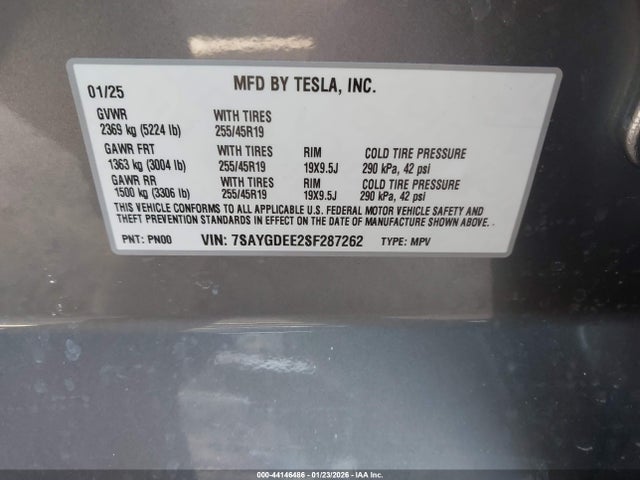 01/25 MFD BY TESLA, INC.
GVWR WITH TIRES
2369 kg (5224 lb) 255/45R19
GAWR FRT WITH TIRES RIM COLD TIRE PRESSURE
1363 kg (3004 lb) 255/45R19 19X9.5J 290 kPa, 42 psi
GAWR RR WITH TIRES RIM COLD TIRE PRESSURE
1500 kg (3306 lb) 255/45R19 19X9.5J 290 kPa, 42 psi
THIS VEHICLE CONFORMS TO ALL APPLICABLE U.S. FEDERAL MOTOR VEHICLE SAFETY AND
THEFT PREVENTION STANDARDS IN EFFECT ON THE DATE OF MANUFACTURE SHOWN ABOVE.
PNT: PN00 VIN: 7SAYGDEE2SF287262 TYPE: MPV
000-44146486 - 01/23/2026 - IAA Inc.